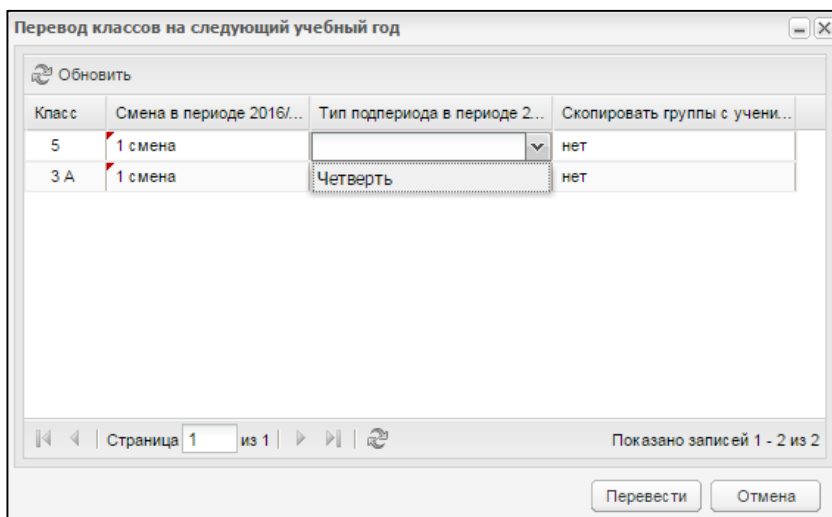 Перевод классов на следующий учебный год
Обновить
Класс Смена в периоде 2016/... Тип подпериода в периоде 2... Скопировать группы с учени...
5 1 смена нет
3 А 1 смена Четверть нет
Страница 1 из 1 Показано записей 1 - 2 из 2
Перевести Отмена